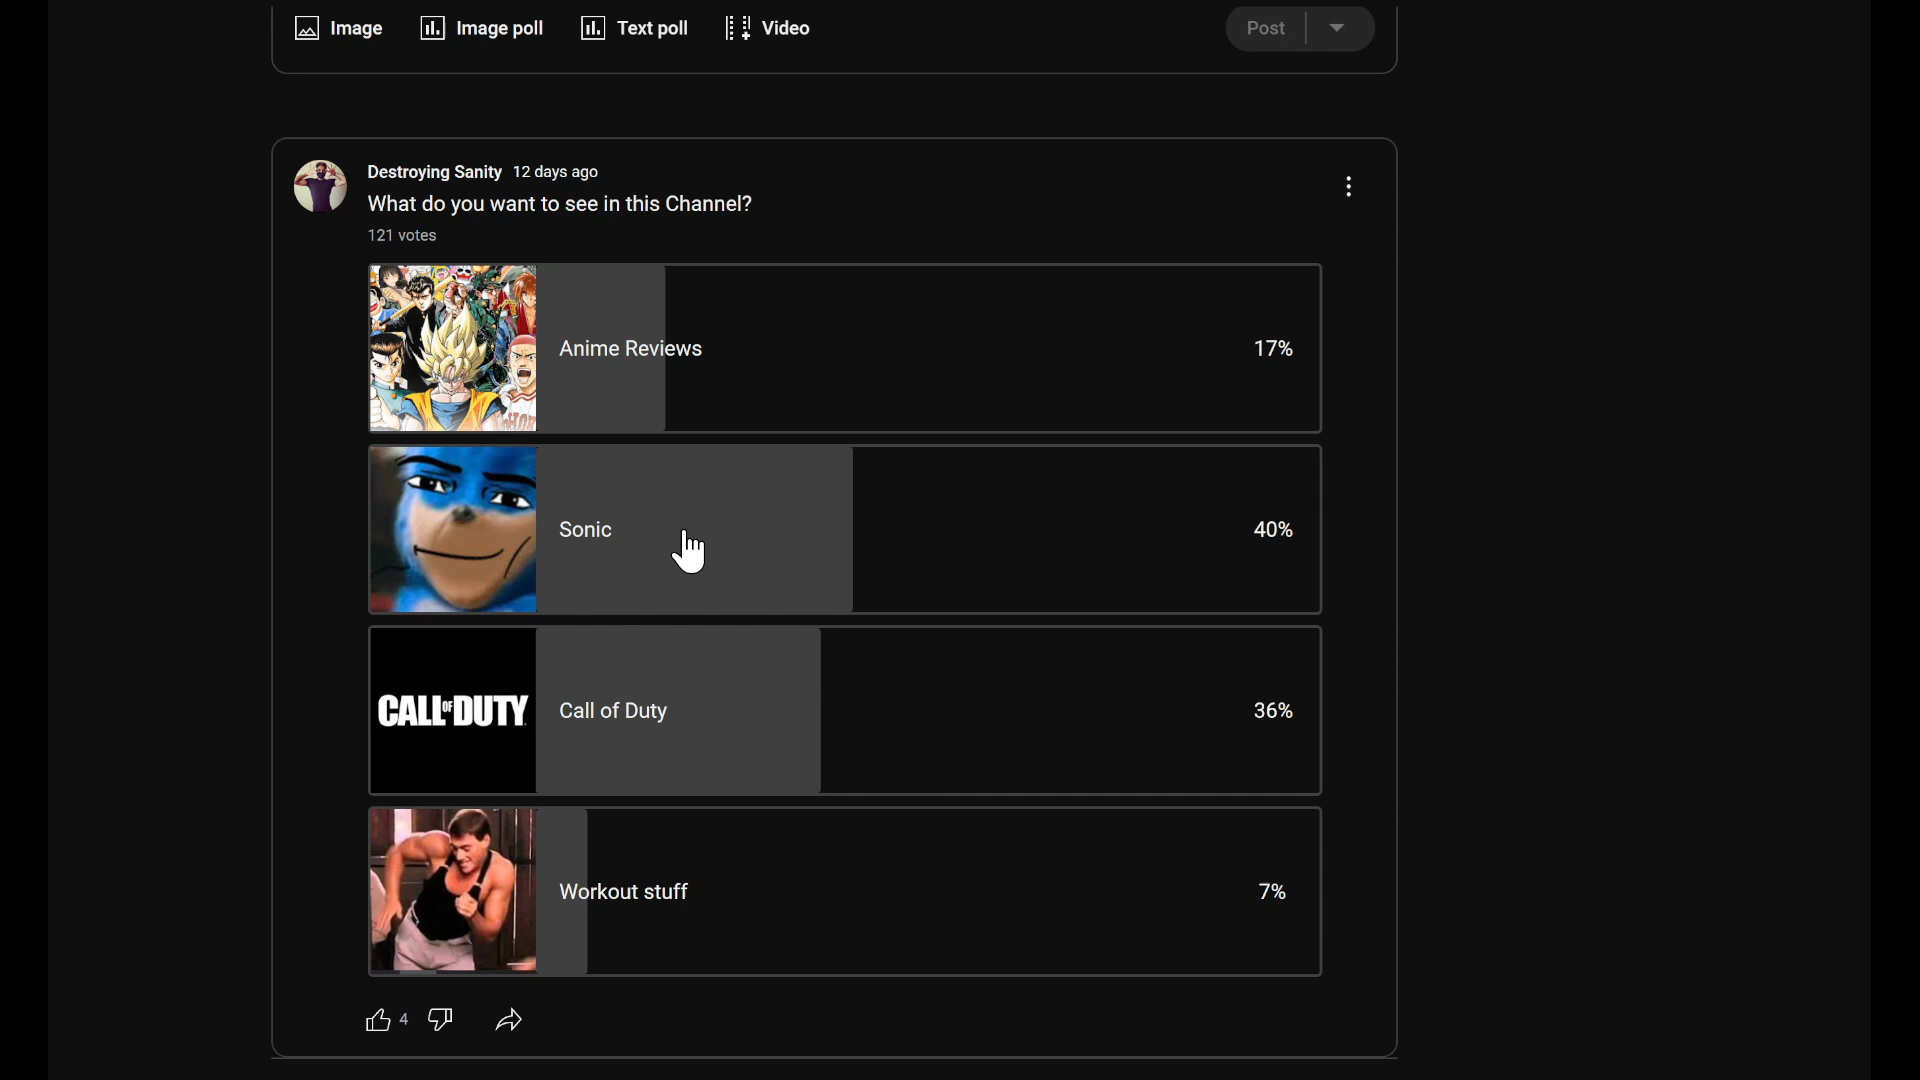 Image Image poll Text poll Video Post
Destroying Sanity 12 days ago
What do you want to see in this Channel?
121 votes
Anime Reviews 17%
Sonic 40%
CALL OF DUTY Call of Duty 36%
Workout stuff 7%
4